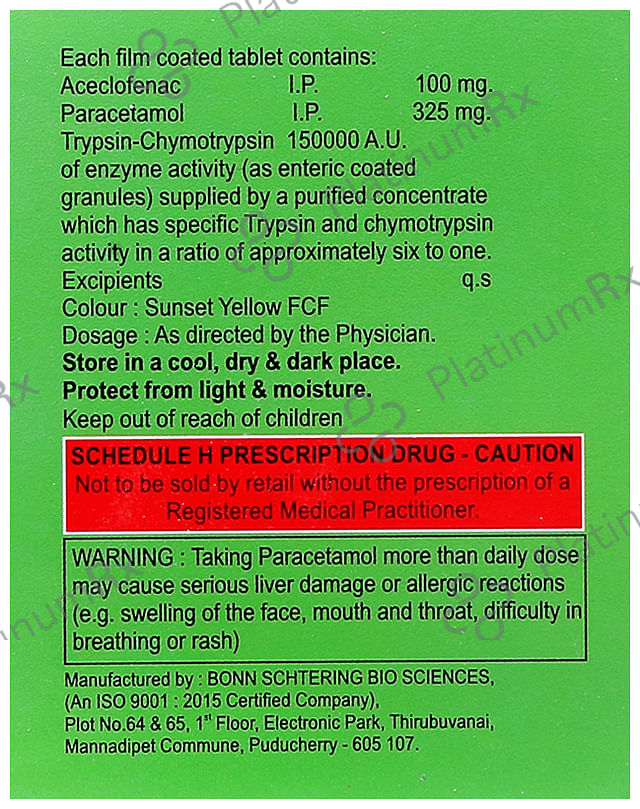 Each film coated tablet contains:
Aceclofenac I.P. 100 mg.
Paracetamol I.P. 325 mg.
Trypsin-Chymotrypsin 150000 A.U.
of enzyme activity (as enteric coated
granules) supplied by a purified concentrate
which has specific Trypsin and chymotrypsin
activity in a ratio of approximately six to one.
Excipients q.s
Colour : Sunset Yellow FCF
Dosage : As directed by the Physician.
Store in a cool, dry & dark place.
Protect from light & moisture.
Keep out of reach of children
SCHEDULE H PRESCRIPTION DRUG - CAUTION
Not to be sold by retail without the prescription of a
Registered Medical Practitioner.
WARNING : Taking Paracetamol more than daily dose
may cause serious liver damage or allergic reactions
(e.g. swelling of the face, mouth and throat, difficulty in
breathing or rash)
Manufactured by : BONN SCHTERING BIO SCIENCES,
(An ISO 9001 : 2015 Certified Company),
Plot No.64 & 65, 1st Floor, Electronic Park, Thirubuvanai,
Mannadipet Commune, Puducherry - 605 107.
PlatinumRx
PlatinumRx
PlatinumRx